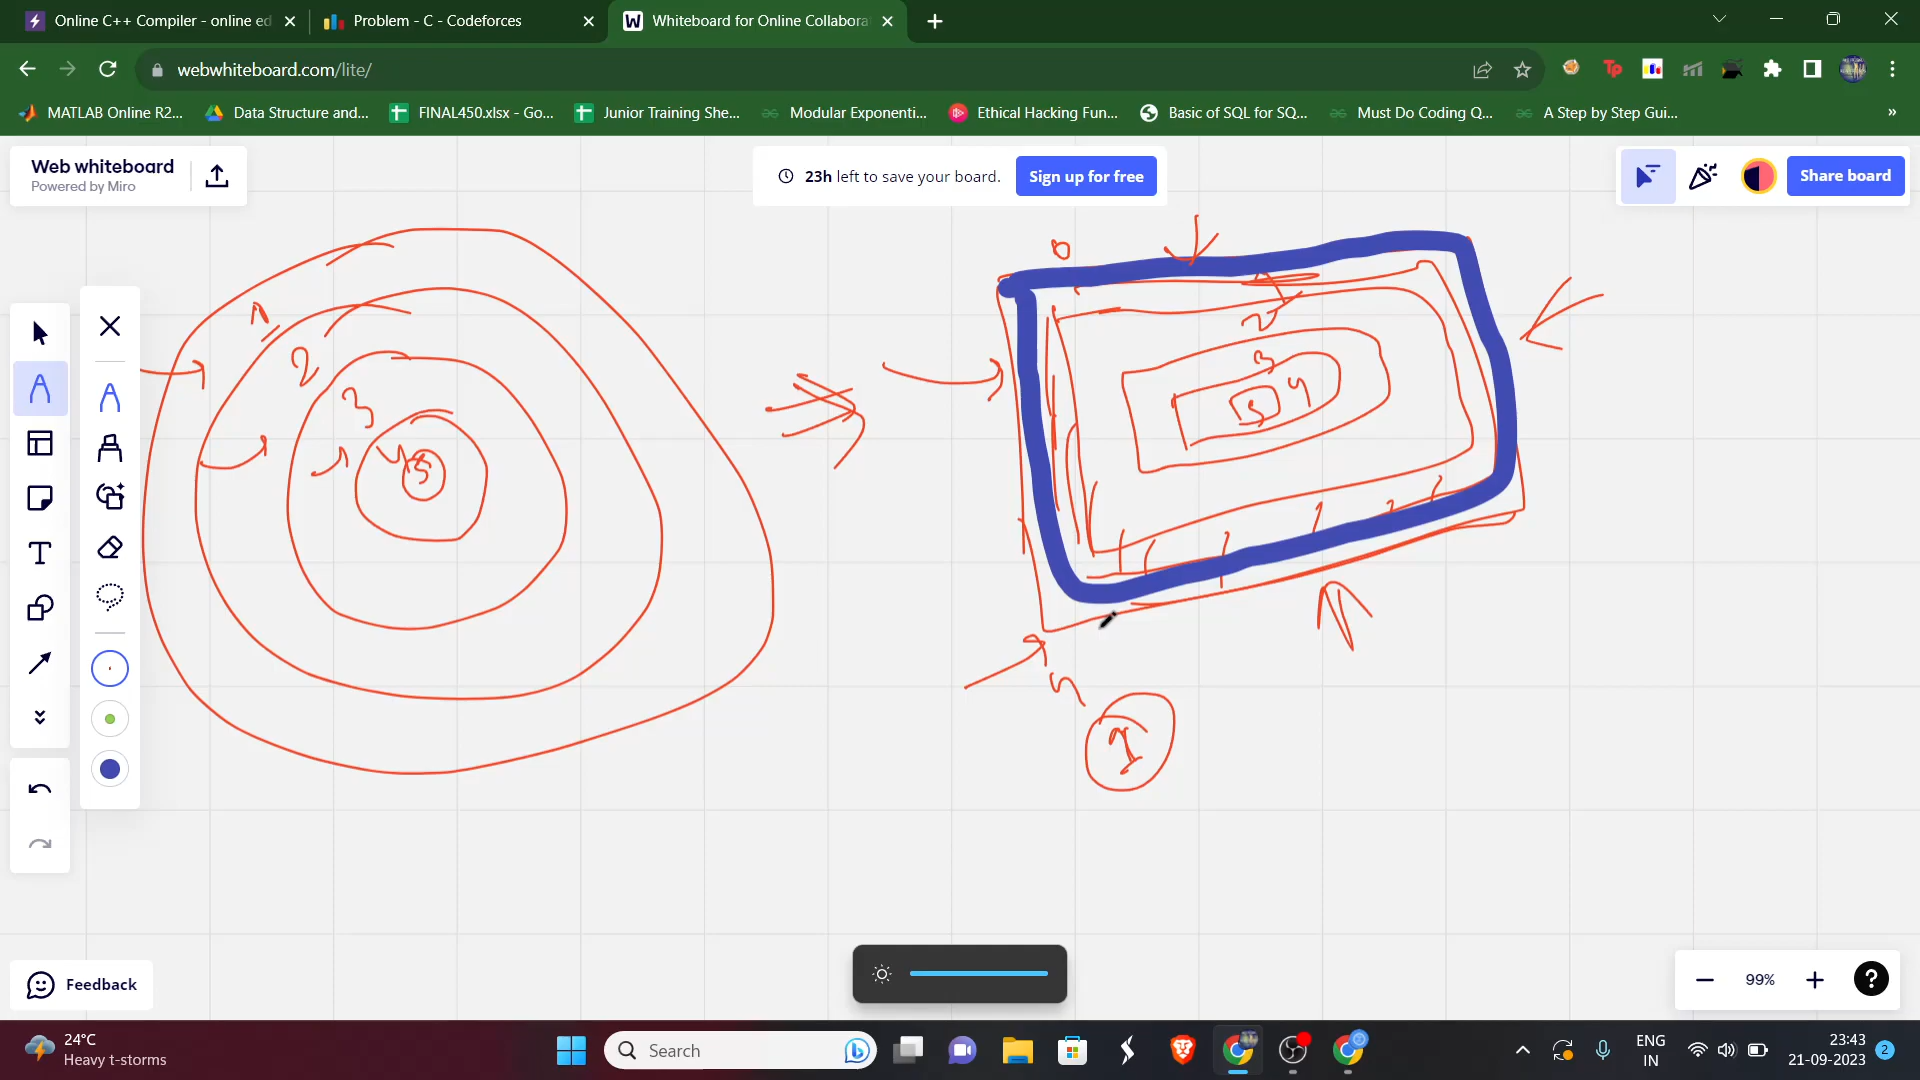 Online C++ Compiler - online ed
Problem - C - Codeforces
W Whiteboard for Online Collabora
webwhiteboard.com/lite/
MATLAB Online R2...
Data Structure and...
FINAL450.xlsx - Go...
Junior Training She...
Modular Exponenti...
Ethical Hacking Fun...
Basic of SQL for SQ...
Must Do Coding Q...
A Step by Step Gui...
»
Web whiteboard
Powered by Miro
23h left to save your board.
Sign up for free
Share board
0
1
2
2
3
3
4
4
5
5
1
T
Feedback
99%
?
24°C
Heavy t-storms
Search
ENG
IN
23:43
21-09-2023
2